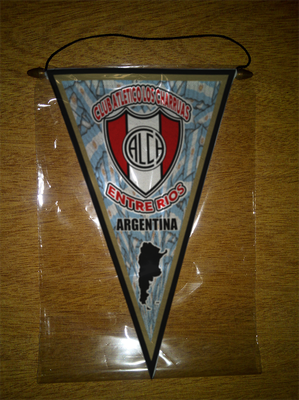 CLUB ATLETICO LOS CHARRUAS
ALCH
ENTRE RIOS
ARGENTINA